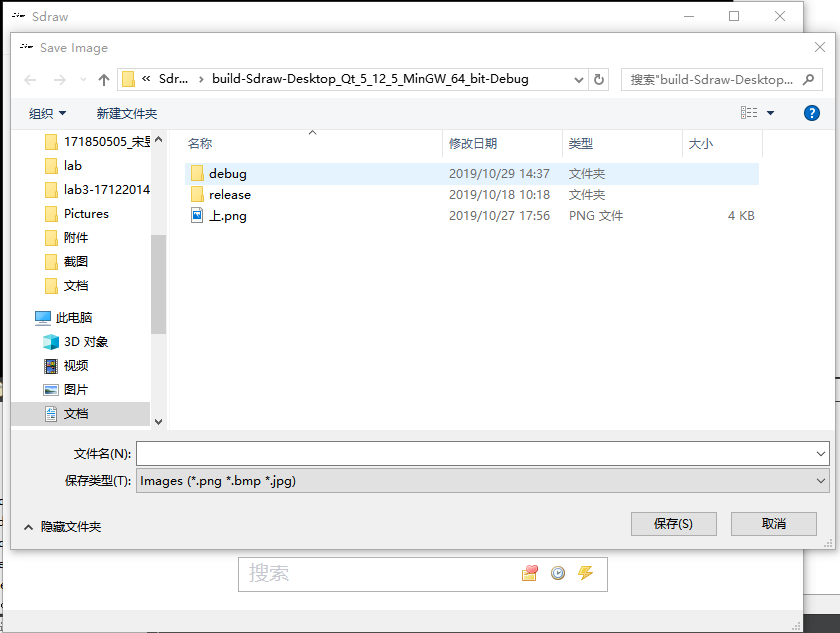 Sdraw
Save Image
« Sdr... › build-Sdraw-Desktop_Qt_5_12_5_MinGW_64_bit-Debug
搜索"build-Sdraw-Desktop...
组织 新建文件夹
名称 修改日期 类型 大小
171850505_宋
lab
lab3-17122014
Pictures
附件
截图
文档
此电脑
3D 对象
视频
图片
文档
debug 2019/10/29 14:37 文件夹
release 2019/10/18 10:18 文件夹
上.png 2019/10/27 17:56 PNG 文件 4 KB
文件名(N):
保存类型(T): Images (*.png *.bmp *.jpg)
隐藏文件夹
保存(S) 取消
搜索